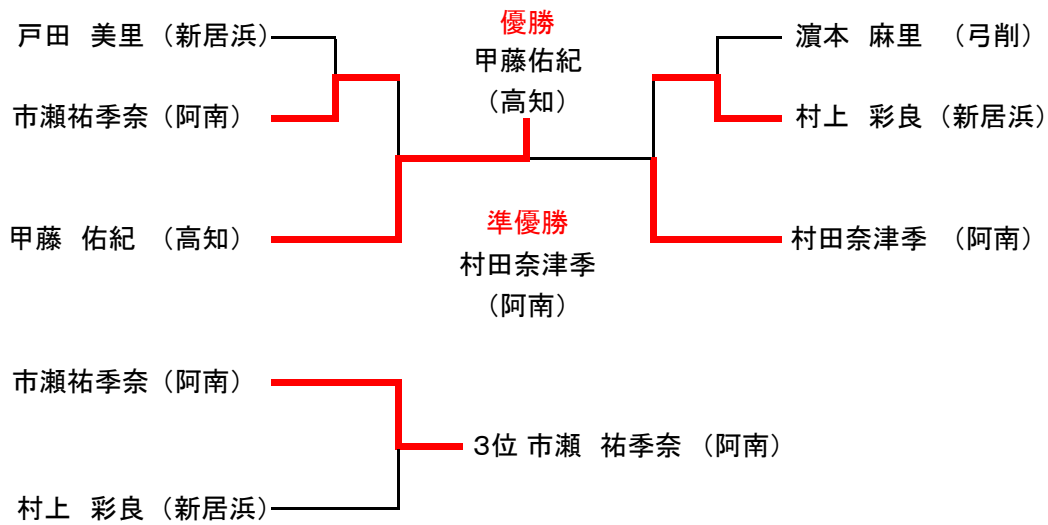 戸田　美里（新居浜）
市瀬祐季奈（阿南）
甲藤　佑紀　（高知）
優勝
甲藤佑紀
（高知）
準優勝
村田奈津季
（阿南）
濵本　麻里　（弓削）
村上　彩良（新居浜）
村田奈津季　（阿南）
市瀬祐季奈（阿南）
村上　彩良（新居浜）
３位 市瀬　祐季奈　（阿南）